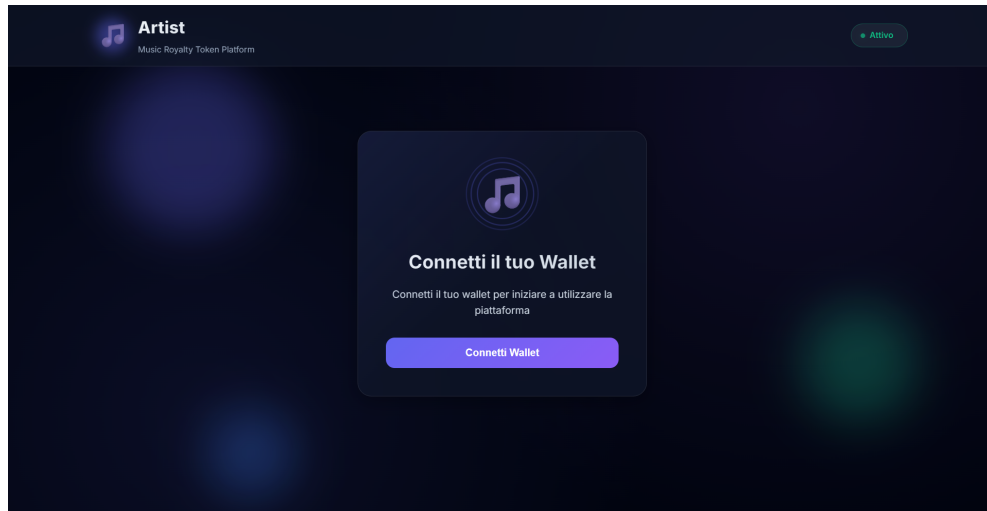 Artist
Music Royalty Token Platform
Attivo
Connetti il tuo Wallet
Connetti il tuo wallet per iniziare a utilizzare la
piattaforma
Connetti Wallet